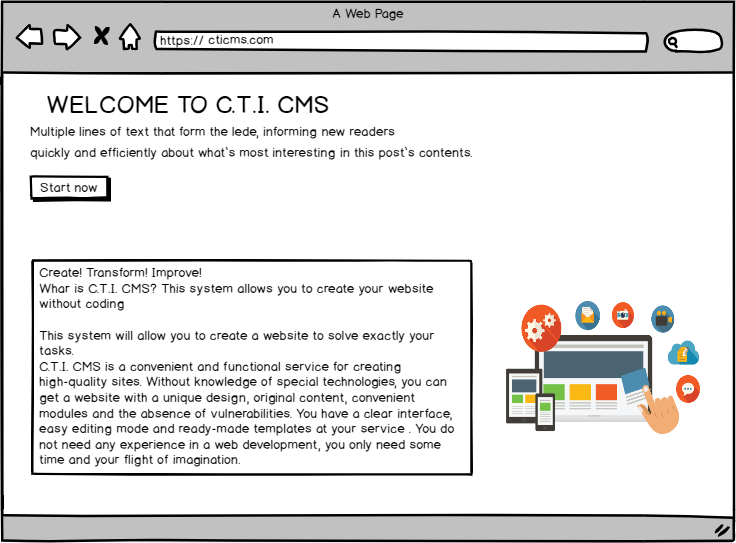 A Web Page
https:// cticms.com
WELCOME TO C.T.I. CMS
Multiple lines of text that form the lede, informing new readers
quickly and efficiently about what`s most interesting in this post`s contents.
Start now
Create! Transform! Improve!
Whar is C.T.I. CMS? This system allows you to create your website
without coding
This system will allow you to create a website to solve exactly your
tasks.
C.T.I. CMS is a convenient and functional service for creating
high-quality sites. Without knowledge of special technologies, you can
get a website with a unique design, original content, convenient
modules and the absence of vulnerabilities. You have a clear interface,
easy editing mode and ready-made templates at your service . You do
not need any experience in a web development, you only need some
time and your flight of imagination.